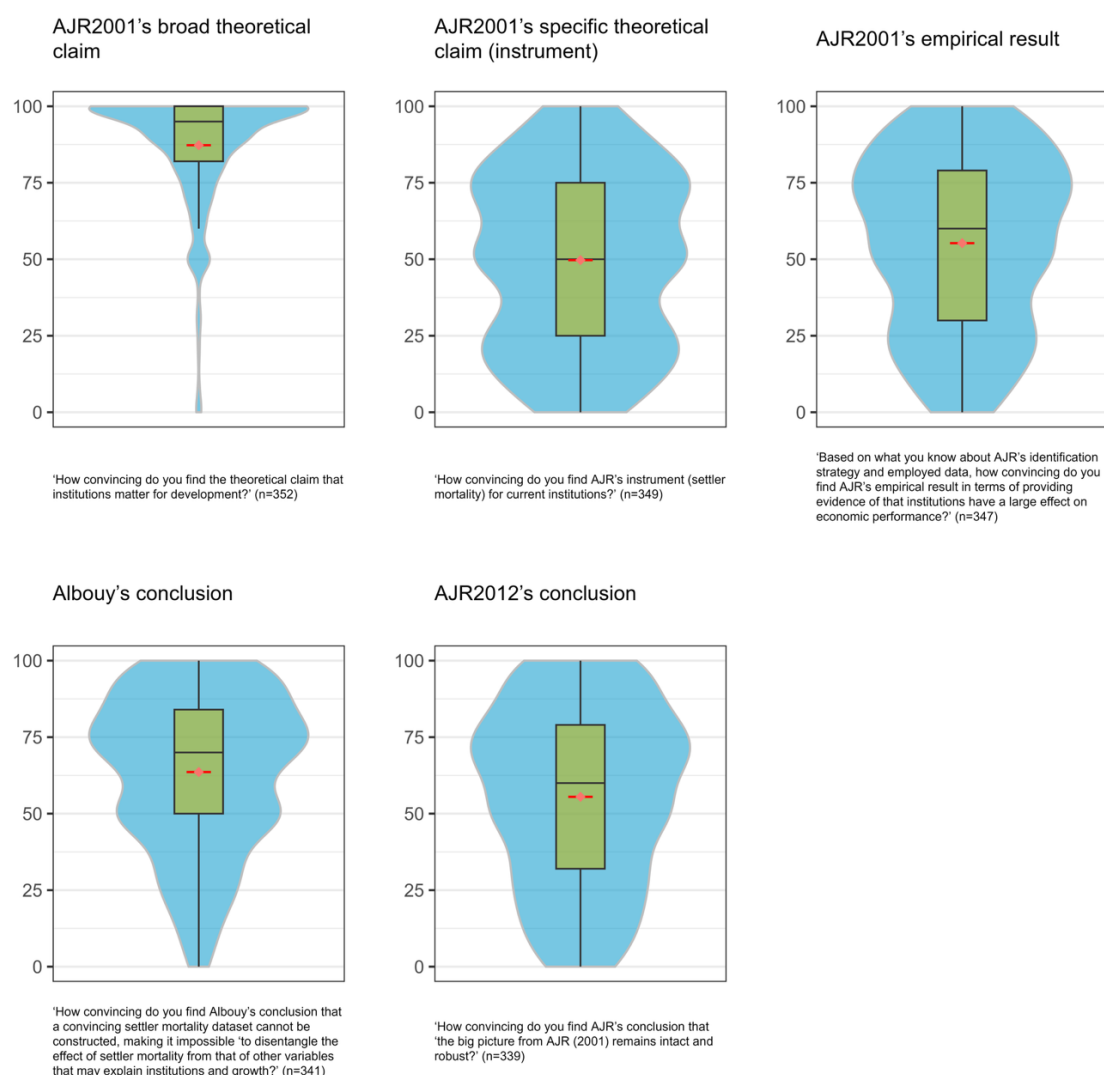 AJR2001’s broad theoretical
claim
100
75
50
25
0
‘How convincing do you find the theoretical claim that
institutions matter for development?’ (n=352)
AJR2001’s specific theoretical
claim (instrument)
100
75
50
25
0
‘How convincing do you find AJR’s instrument (settler
mortality) for current institutions?’ (n=349)
AJR2001’s empirical result
100
75
50
25
0
‘Based on what you know about AJR’s identification
strategy and employed data, how convincing do you
find AJR’s empirical result in terms of providing
evidence of that institutions have a large effect on
economic performance?’ (n=347)
Albouy’s conclusion
100
75
50
25
0
‘How convincing do you find Albouy’s conclusion that
a convincing settler mortality dataset cannot be
constructed, making it impossible ‘to disentangle the
effect of settler mortality from that of other variables
that may explain institutions and growth?’ (n=341)
AJR2012’s conclusion
100
75
50
25
0
‘How convincing do you find AJR’s conclusion that
‘the big picture from AJR (2001) remains intact and
robust?’ (n=339)